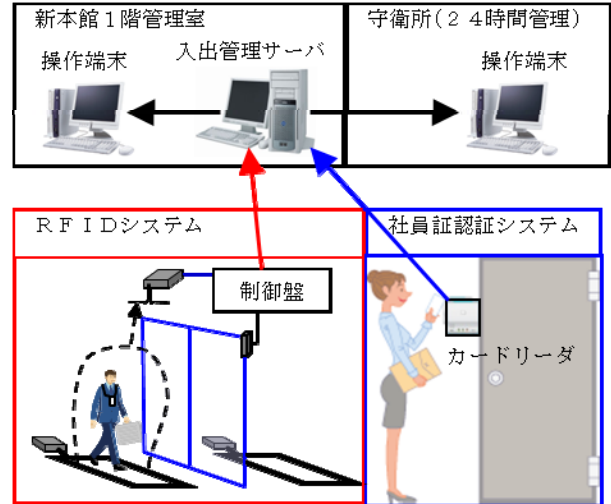 新本館1階管理室
守衛所(24時間管理)
操作端末
入出管理サーバ
操作端末
RFIDシステム
社員証認証システム
制御盤
カードリーダ